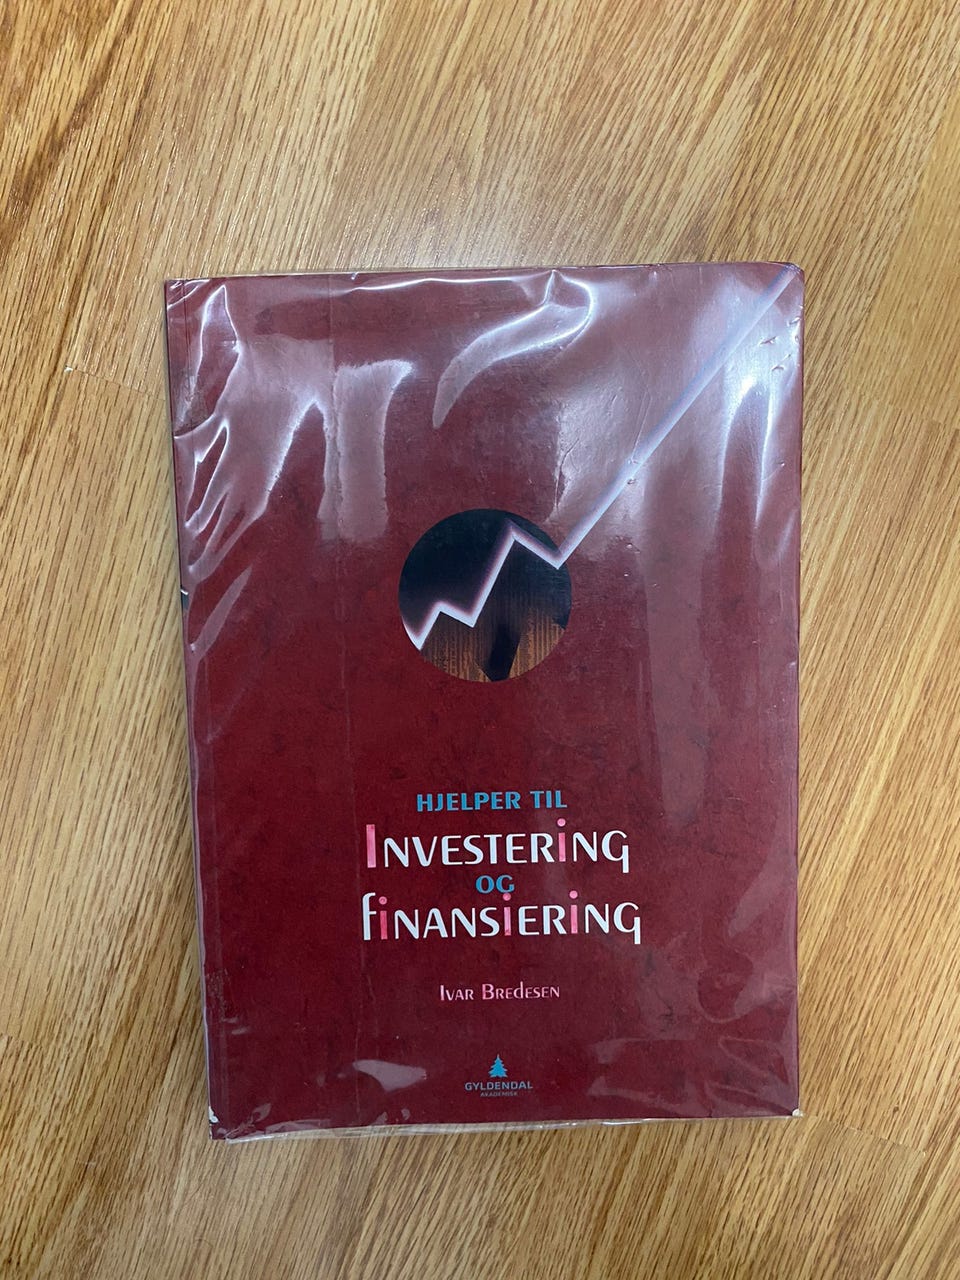 HJELPER TIL
INVESTERiNG
OG
fiNANSiERiNG
IVAR BREdESEN
GYLDENDAL
AKADEMISK